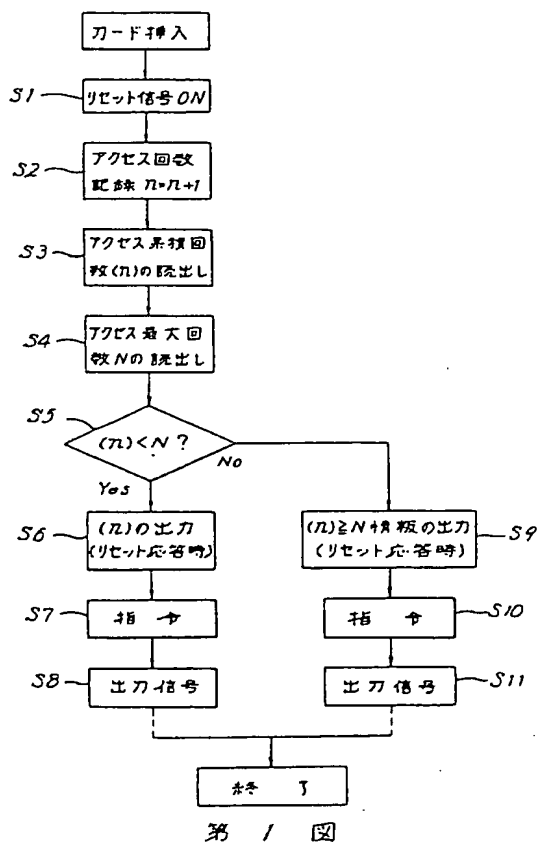 カード挿入
S1
リセット信号ON
S2
アクセス回数
記録 n=n+1
S3
アクセス累積回
数(n)の読出し
S4
アクセス最大回
数Nの読出し
S5
(n)<N?
No
Yes
S6
(n)の出力
(リセット応答時)
(n)≧N情報の出力
(リセット応答時)
S9
S7
指令
指令
S10
S8
出力信号
出力信号
S11
終了
第1図